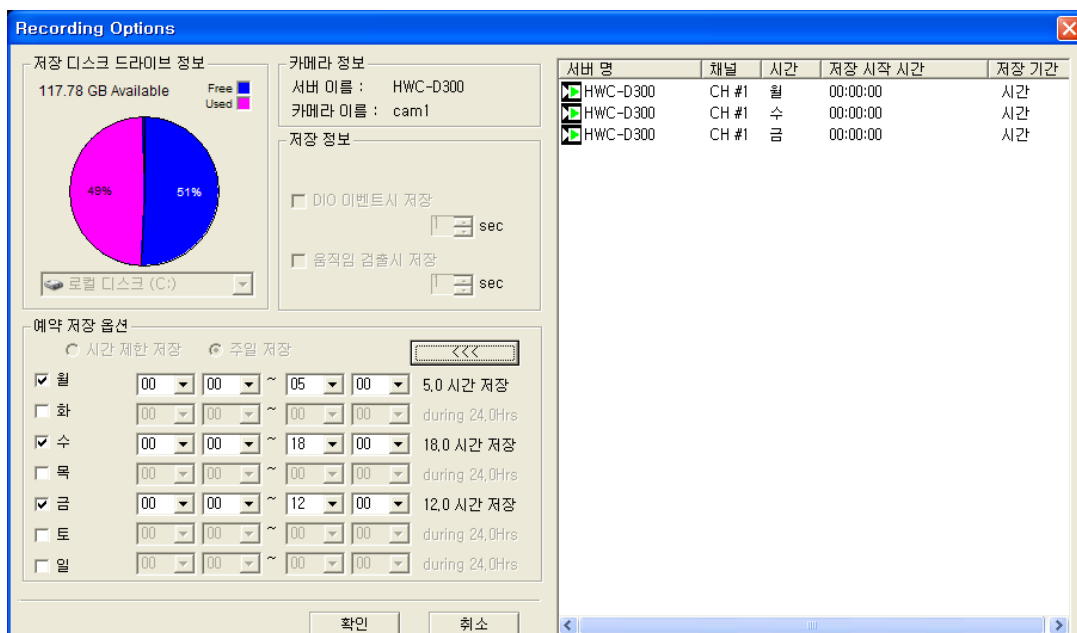 Recording Options
저장 디스크 드라이브 정보
117.78 GB Available
Free
Used
49%
51%
로컬 디스크 (C:)
카메라 정보
서버 이름 : HWC-D300
카메라 이름 : cam1
저장 정보
DIO 이벤트시 저장
1 sec
움직임 검출시 저장
1 sec
예약 저장 옵션
시간 제한 저장 주일 저장 <<<
월 00 00 ~ 05 00 5.0 시간 저장
화 00 00 ~ 00 00 during 24.0Hrs
수 00 00 ~ 18 00 18.0 시간 저장
목 00 00 ~ 00 00 during 24.0Hrs
금 00 00 ~ 12 00 12.0 시간 저장
토 00 00 ~ 00 00 during 24.0Hrs
일 00 00 ~ 00 00 during 24.0Hrs
확인 취소
서버 명 채널 시간 저장 시작 시간 저장 기간
HWC-D300 CH #1 월 00:00:00 시간
HWC-D300 CH #1 수 00:00:00 시간
HWC-D300 CH #1 금 00:00:00 시간